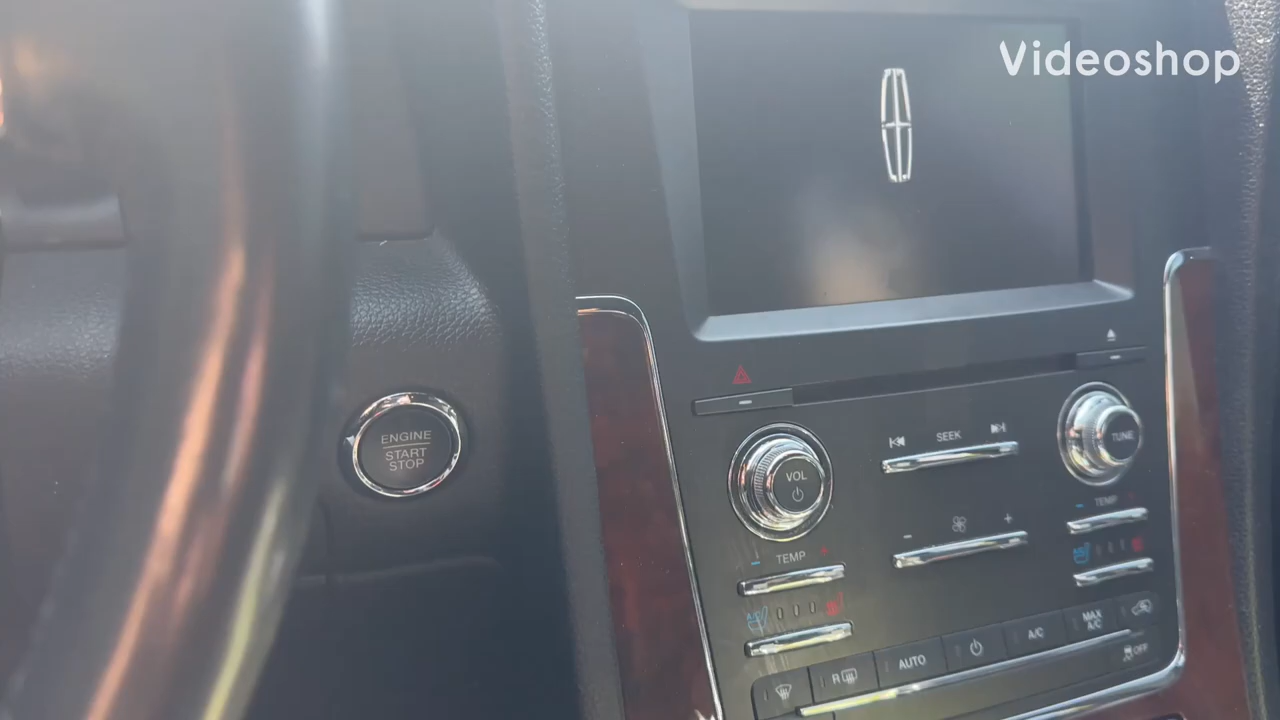 Videoshop
ENGINE
START
STOP
VOL
SEEK
TUNE
- TEMP +
- +
- TEMP
R
AUTO
A/C
MAX
A/C
OFF